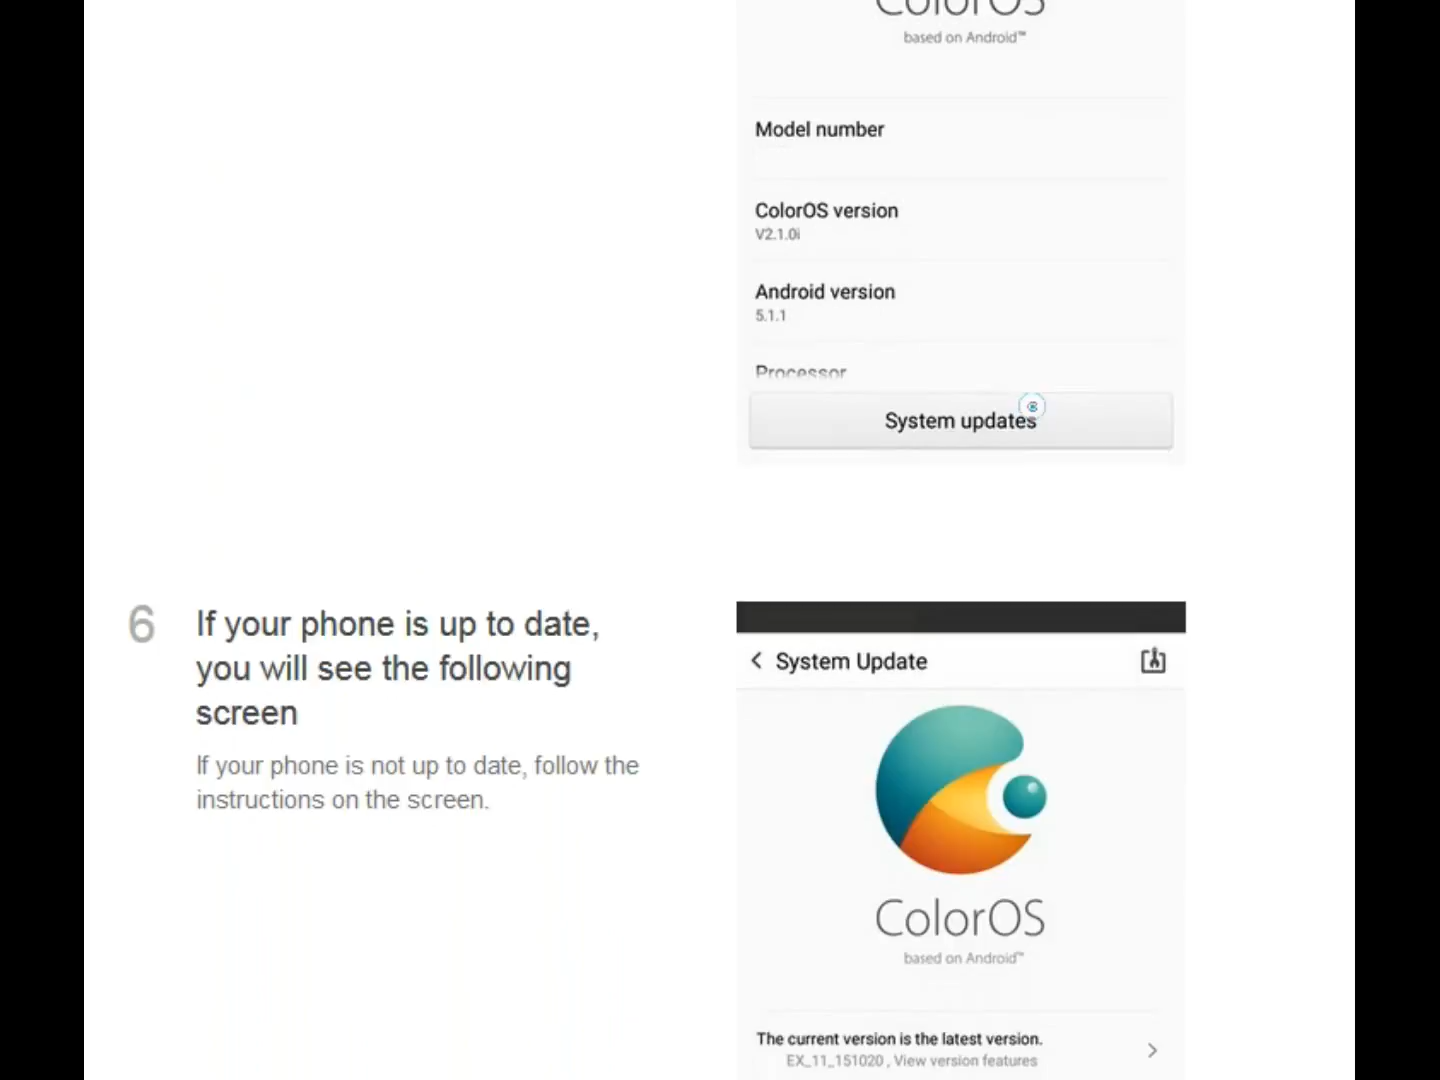 ColorOS
based on Android™
Model number
ColorOS version
V2.1.0i
Android version
5.1.1
Processor
System updates
6
If your phone is up to date,
you will see the following
screen
If your phone is not up to date, follow the
instructions on the screen.
System Update
ColorOS
based on Android™
The current version is the latest version.
EX_11_151020 , View version features